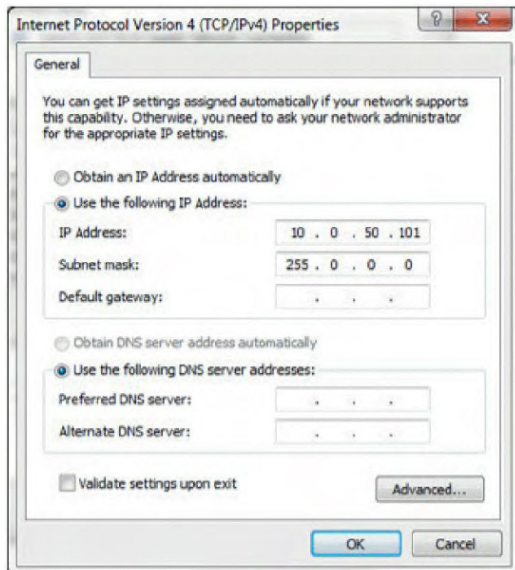 Internet Protocol Version 4 (TCP/IPv4) Properties
?
X
General
You can get IP settings assigned automatically if your network supports
this capability. Otherwise, you need to ask your network administrator
for the appropriate IP settings.
Obtain an IP Address automatically
Use the following IP Address:
IP Address: 10 . 0 . 50 . 101
Subnet mask: 255 . 0 . 0 . 0
Default gateway: . . .
Obtain DNS server address automatically
Use the following DNS server addresses:
Preferred DNS server: . . .
Alternate DNS server: . . .
Validate settings upon exit
Advanced...
OK Cancel